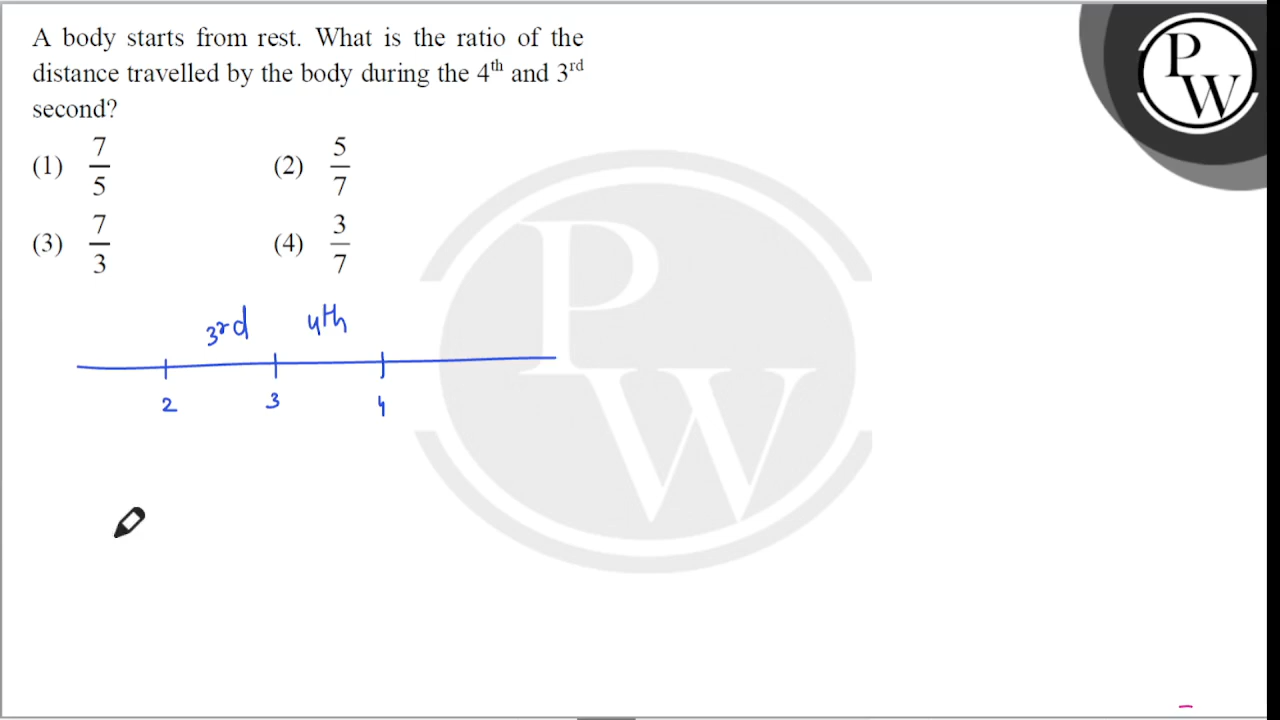 A body starts from rest. What is the ratio of the
distance travelled by the body during the 4th and 3rd
second?
(1) 7/5 (2) 5/7
(3) 7/3 (4) 3/7
3rd 4th
2 3 4
PW
PW